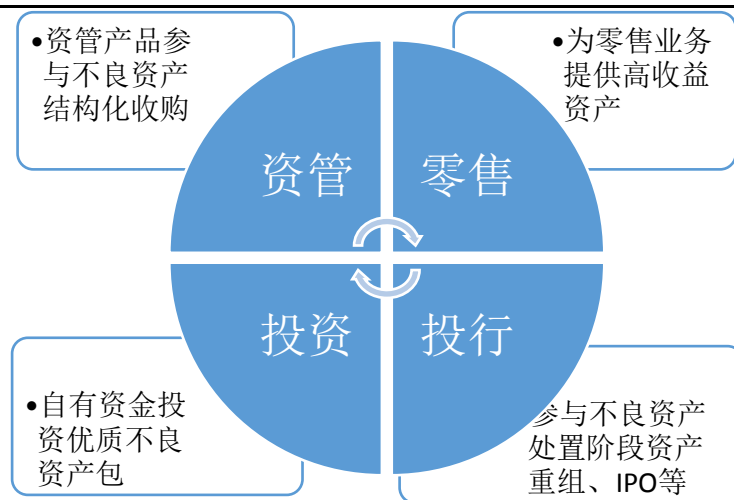 •资管产品参
与不良资产
结构化收购
•为零售业务
提供高收益
资产
资管
零售
投资
投行
•自有资金投
资优质不良
资产包
参与不良资产
处置阶段资产
重组、IPO等